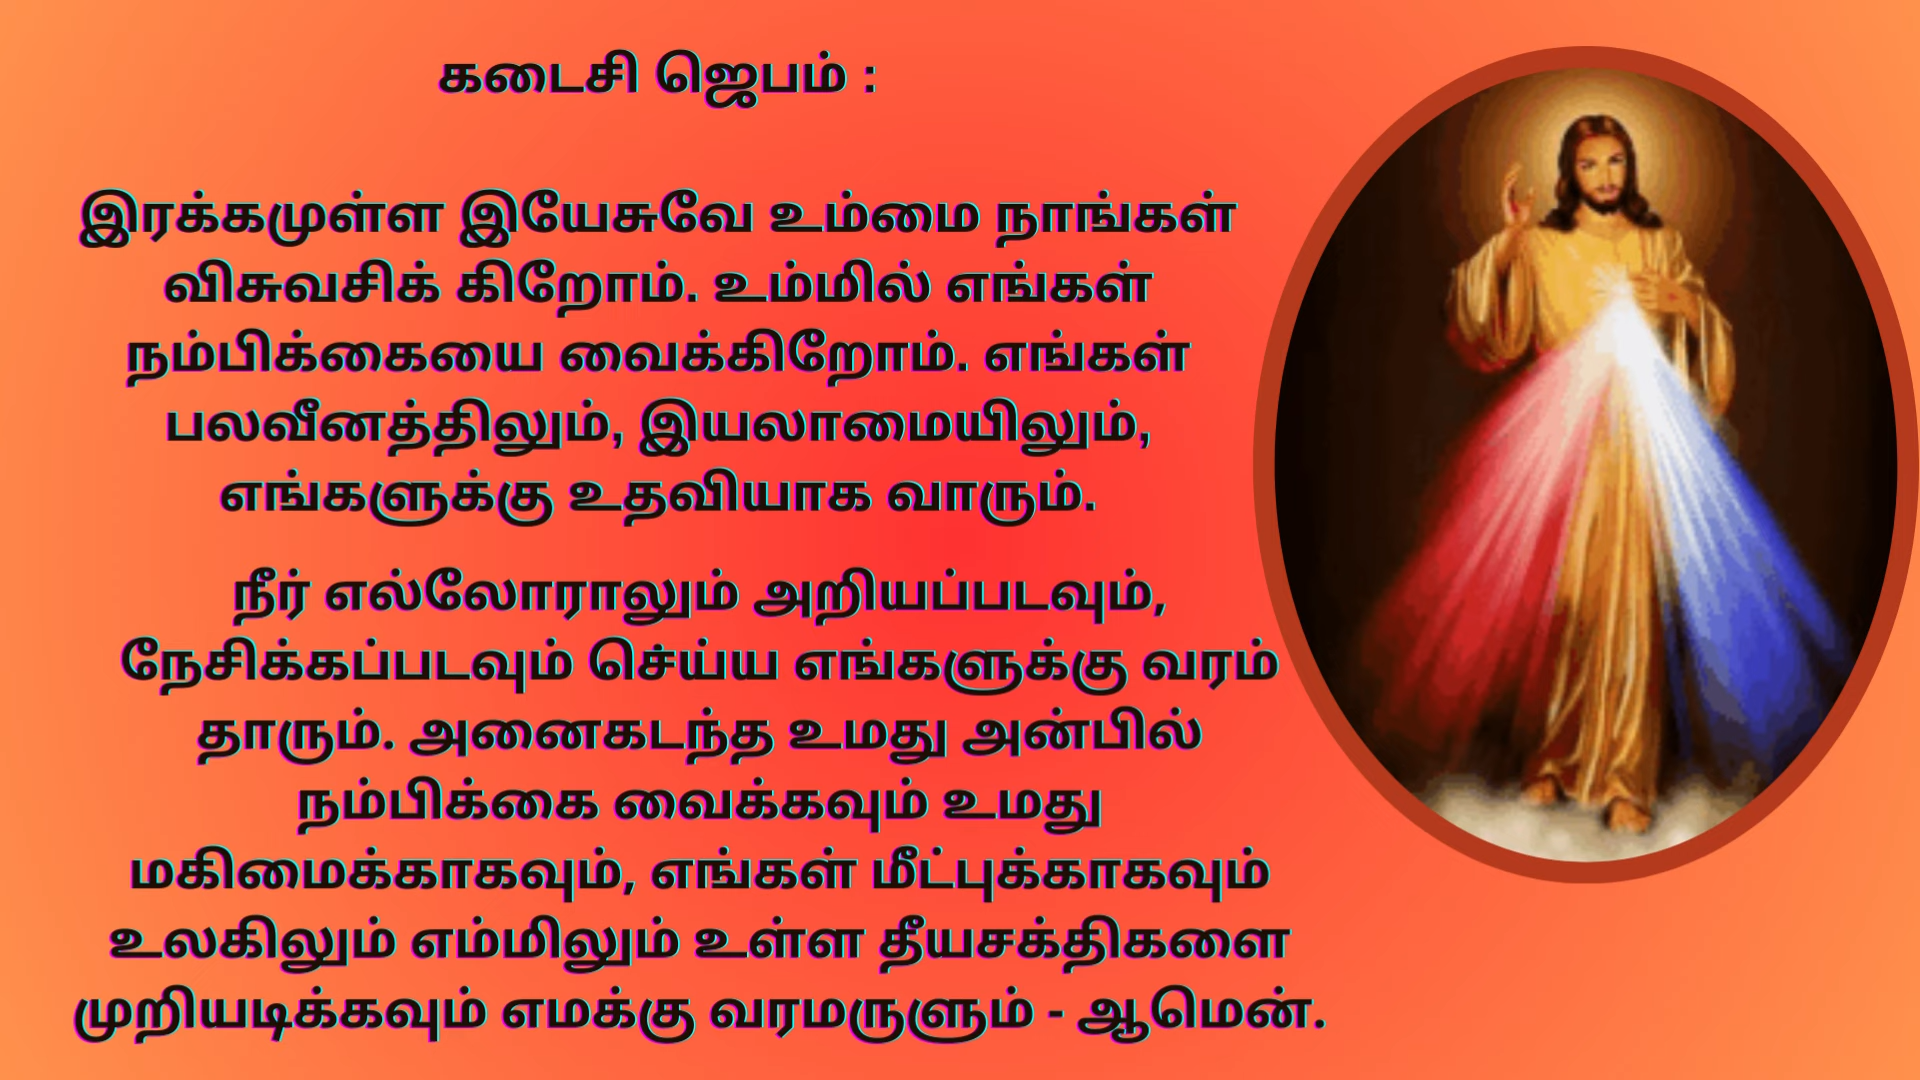 கடைசி ஜெபம் :
இரக்கமுள்ள இயேசுவே உம்மை நாங்கள்
விசுவசிக் கிறோம். உம்மில் எங்கள்
நம்பிக்கையை வைக்கிறோம். எங்கள்
பலவீனத்திலும், இயலாமையிலும்,
எங்களுக்கு உதவியாக வாரும்.
நீர் எல்லோராலும் அறியப்படவும்,
நேசிக்கப்படவும் செய்ய எங்களுக்கு வரம்
தாரும். அனைகடந்த உமது அன்பில்
நம்பிக்கை வைக்கவும் உமது
மகிமைக்காகவும், எங்கள் மீட்புக்காகவும்
உலகிலும் எம்மிலும் உள்ள தீயசக்திகளை
முறியடிக்கவும் எமக்கு வரமருளும் - ஆமென்.